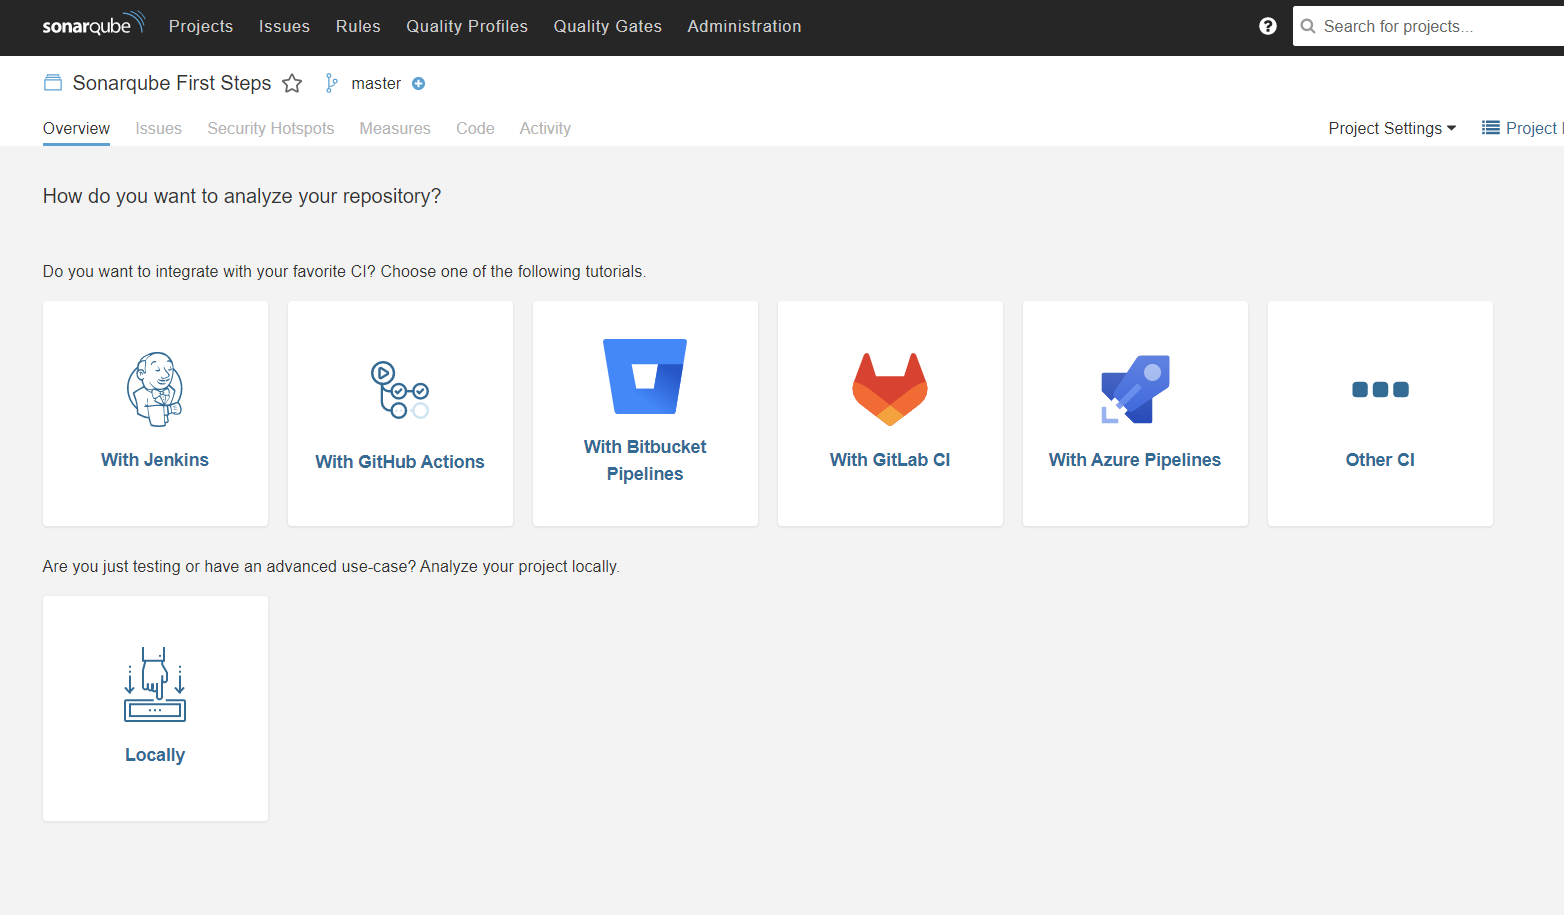 sonarqube Projects Issues Rules Quality Profiles Quality Gates Administration ? Search for projects...
Sonarqube First Steps master
Overview Issues Security Hotspots Measures Code Activity Project Settings Project
How do you want to analyze your repository?
Do you want to integrate with your favorite CI? Choose one of the following tutorials.
With Jenkins
With GitHub Actions
With Bitbucket
Pipelines
With GitLab CI
With Azure Pipelines
Other CI
Are you just testing or have an advanced use-case? Analyze your project locally.
Locally